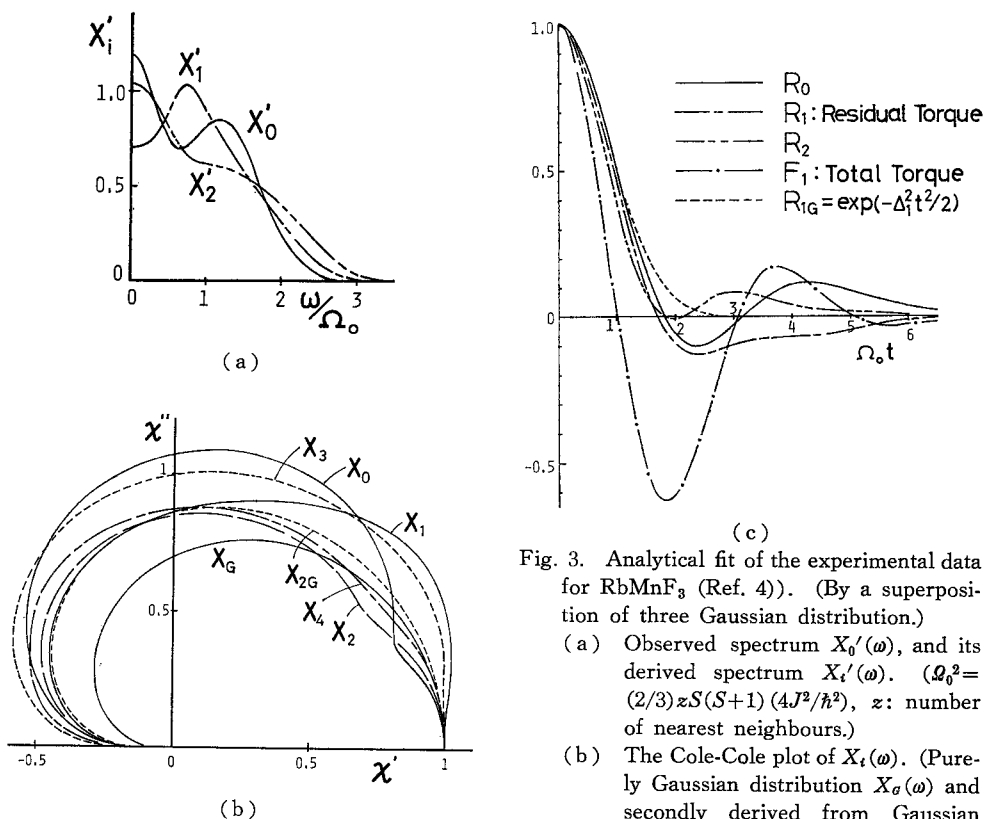 X'i
1.0
0.5
0
X'1
X'0
X'2
0
1
2
3
ω/Ω₀
(a)
χ''
1
0.5
X3
X0
X1
XG
X2G
X4
X2
-0.5
0
0.5
1
χ'
(b)
1.0
0.5
0
-0.5
R₀
R₁: Residual Torque
R₂
F₁: Total Torque
R₁G=exp(-Δ₁²t²/2)
1
2
3
4
5
6
Ω₀t
(c)
Fig. 3. Analytical fit of the experimental data
for RbMnF₃ (Ref. 4)). (By a superposi-
tion of three Gaussian distribution.)
(a) Observed spectrum X₀'(ω), and its
derived spectrum Xᵢ'(ω). (Ω₀²=
(2/3)zS(S+1)(4J²/ħ²), z: number
of nearest neighbours.)
(b) The Cole-Cole plot of Xᵢ(ω). (Pure-
ly Gaussian distribution X_G(ω) and
secondly derived from Gaussian